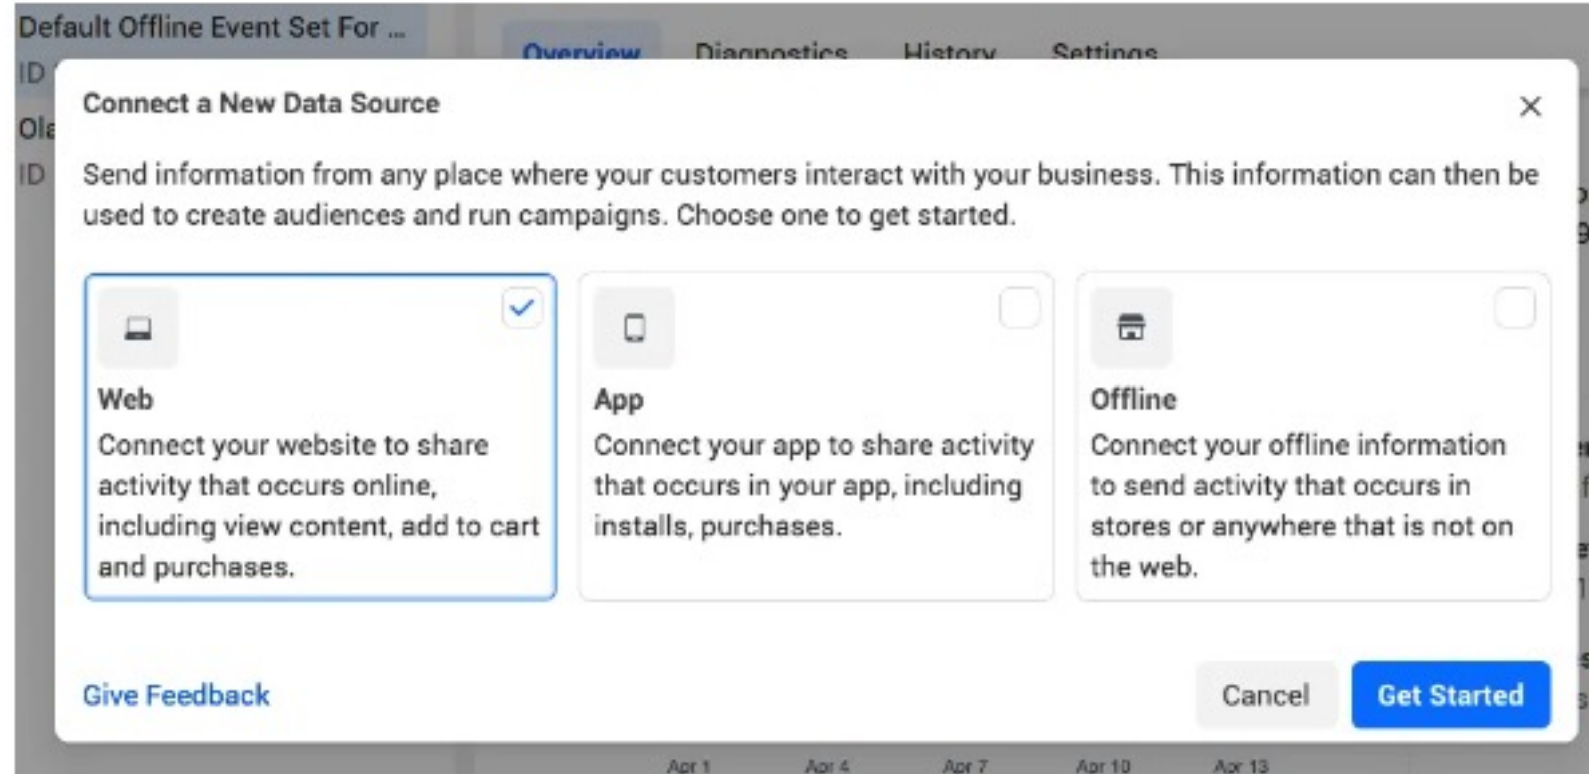 Default Offline Event Set For ...
Overview Diagnostics History Settings
ID
Connect a New Data Source
Ola
ID
Send information from any place where your customers interact with your business. This information can then be
used to create audiences and run campaigns. Choose one to get started.
Web
Connect your website to share
activity that occurs online,
including view content, add to cart
and purchases.
App
Connect your app to share activity
that occurs in your app, including
installs, purchases.
Offline
Connect your offline information
to send activity that occurs in
stores or anywhere that is not on
the web.
Give Feedback
Cancel
Get Started
Apr 1 Apr 4 Apr 7 Apr 10 Apr 13